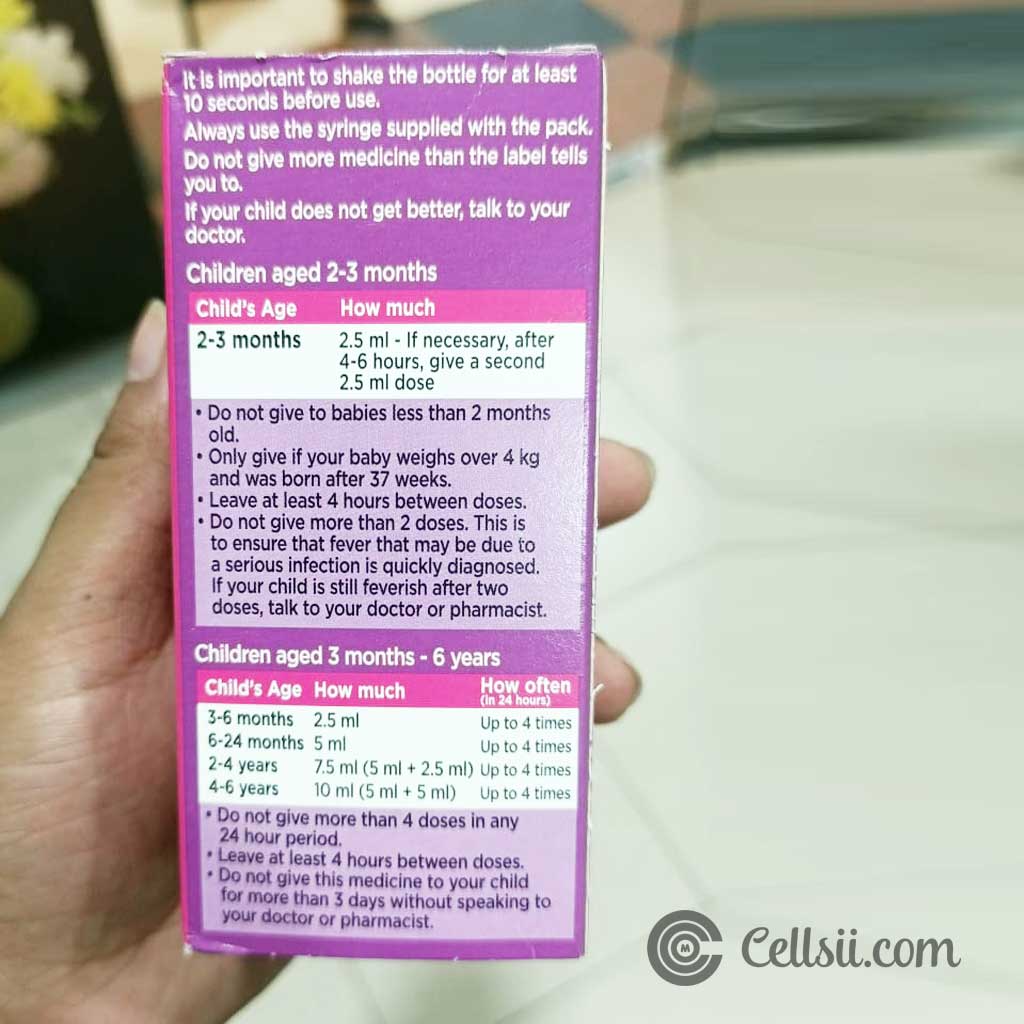 It is important to shake the bottle for at least
10 seconds before use.
Always use the syringe supplied with the pack.
Do not give more medicine than the label tells
you to.
If your child does not get better, talk to your
doctor.
Children aged 2-3 months
Child's Age How much
2-3 months 2.5 ml - If necessary, after
4-6 hours, give a second
2.5 ml dose
• Do not give to babies less than 2 months
old.
• Only give if your baby weighs over 4 kg
and was born after 37 weeks.
• Leave at least 4 hours between doses.
• Do not give more than 2 doses. This is
to ensure that fever that may be due to
a serious infection is quickly diagnosed.
If your child is still feverish after two
doses, talk to your doctor or pharmacist.
Children aged 3 months - 6 years
Child's Age How much How often
(in 24 hours)
3-6 months 2.5 ml Up to 4 times
6-24 months 5 ml Up to 4 times
2-4 years 7.5 ml (5 ml + 2.5 ml) Up to 4 times
4-6 years 10 ml (5 ml + 5 ml) Up to 4 times
• Do not give more than 4 doses in any
24 hour period.
• Leave at least 4 hours between doses.
• Do not give this medicine to your child
for more than 3 days without speaking to
your doctor or pharmacist.
M Cellsii.com